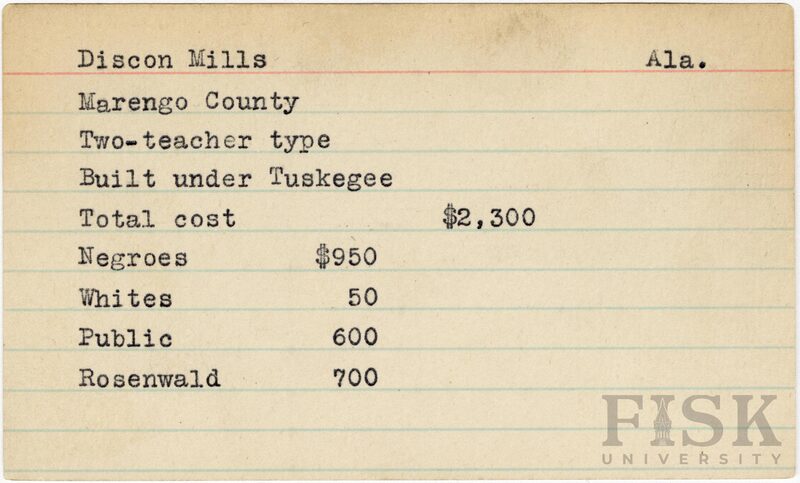 Discon Mills Ala.
Marengo County
Two-teacher type
Built under Tuskegee
Total cost $2,300
Negroes $950
Whites 50
Public 600
Rosenwald 700
FISK
UNIVERSITY